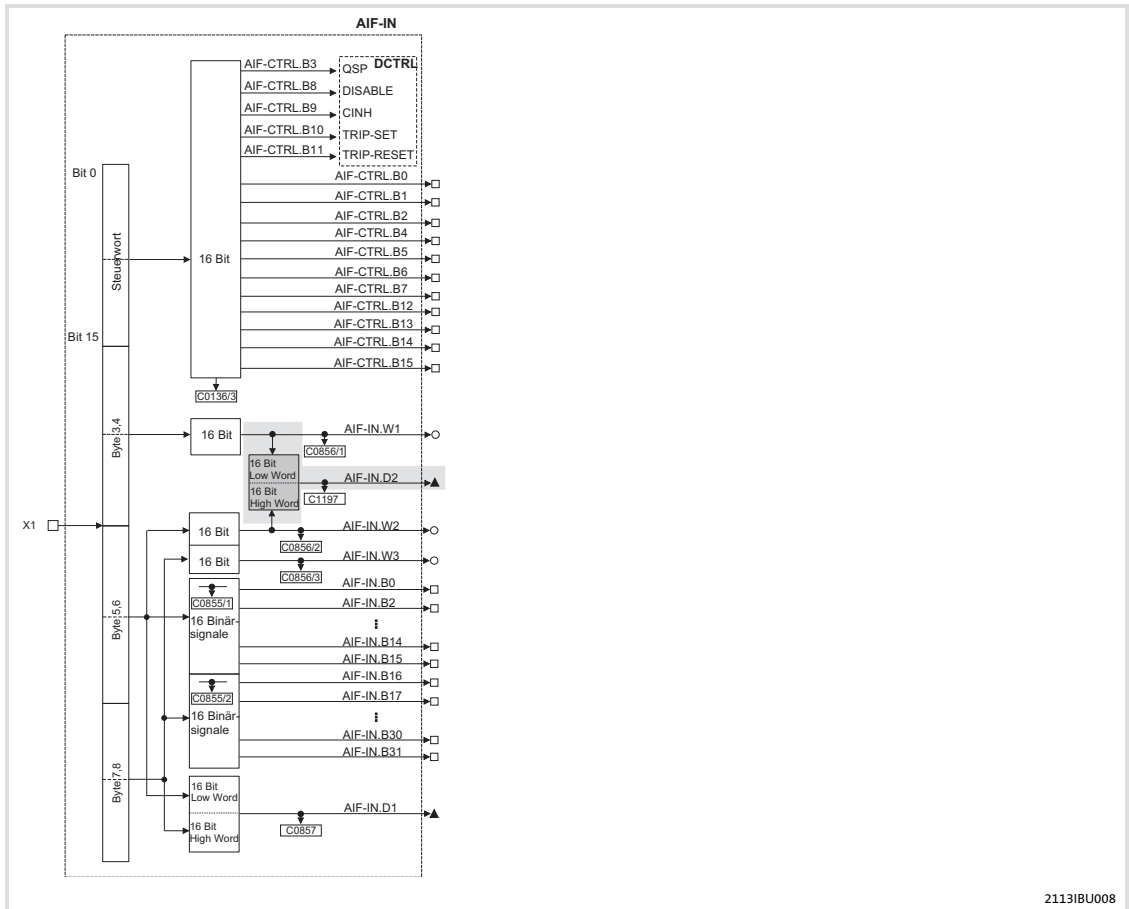 AIF-IN
AIF-CTRL.B3
QSP
DCTRL
AIF-CTRL.B8
DISABLE
AIF-CTRL.B9
CINH
AIF-CTRL.B10
TRIP-SET
AIF-CTRL.B11
TRIP-RESET
Bit 0
AIF-CTRL.B0
AIF-CTRL.B1
AIF-CTRL.B2
AIF-CTRL.B4
Steuerwort
16 Bit
AIF-CTRL.B5
AIF-CTRL.B6
AIF-CTRL.B7
AIF-CTRL.B12
AIF-CTRL.B13
Bit 15
AIF-CTRL.B14
AIF-CTRL.B15
C0136/3
Byte 3,4
16 Bit
AIF-IN.W1
C0856/1
16 Bit
Low Word
16 Bit
High Word
AIF-IN.D2
C1197
X1
16 Bit
AIF-IN.W2
C0856/2
16 Bit
AIF-IN.W3
C0856/3
Byte 5,6
C0855/1
16 Binär-
signale
AIF-IN.B0
AIF-IN.B2
AIF-IN.B14
AIF-IN.B15
C0855/2
16 Binär-
signale
AIF-IN.B16
AIF-IN.B17
AIF-IN.B30
AIF-IN.B31
Byte 7,8
16 Bit
Low Word
16 Bit
High Word
AIF-IN.D1
C0857
2113IBU008